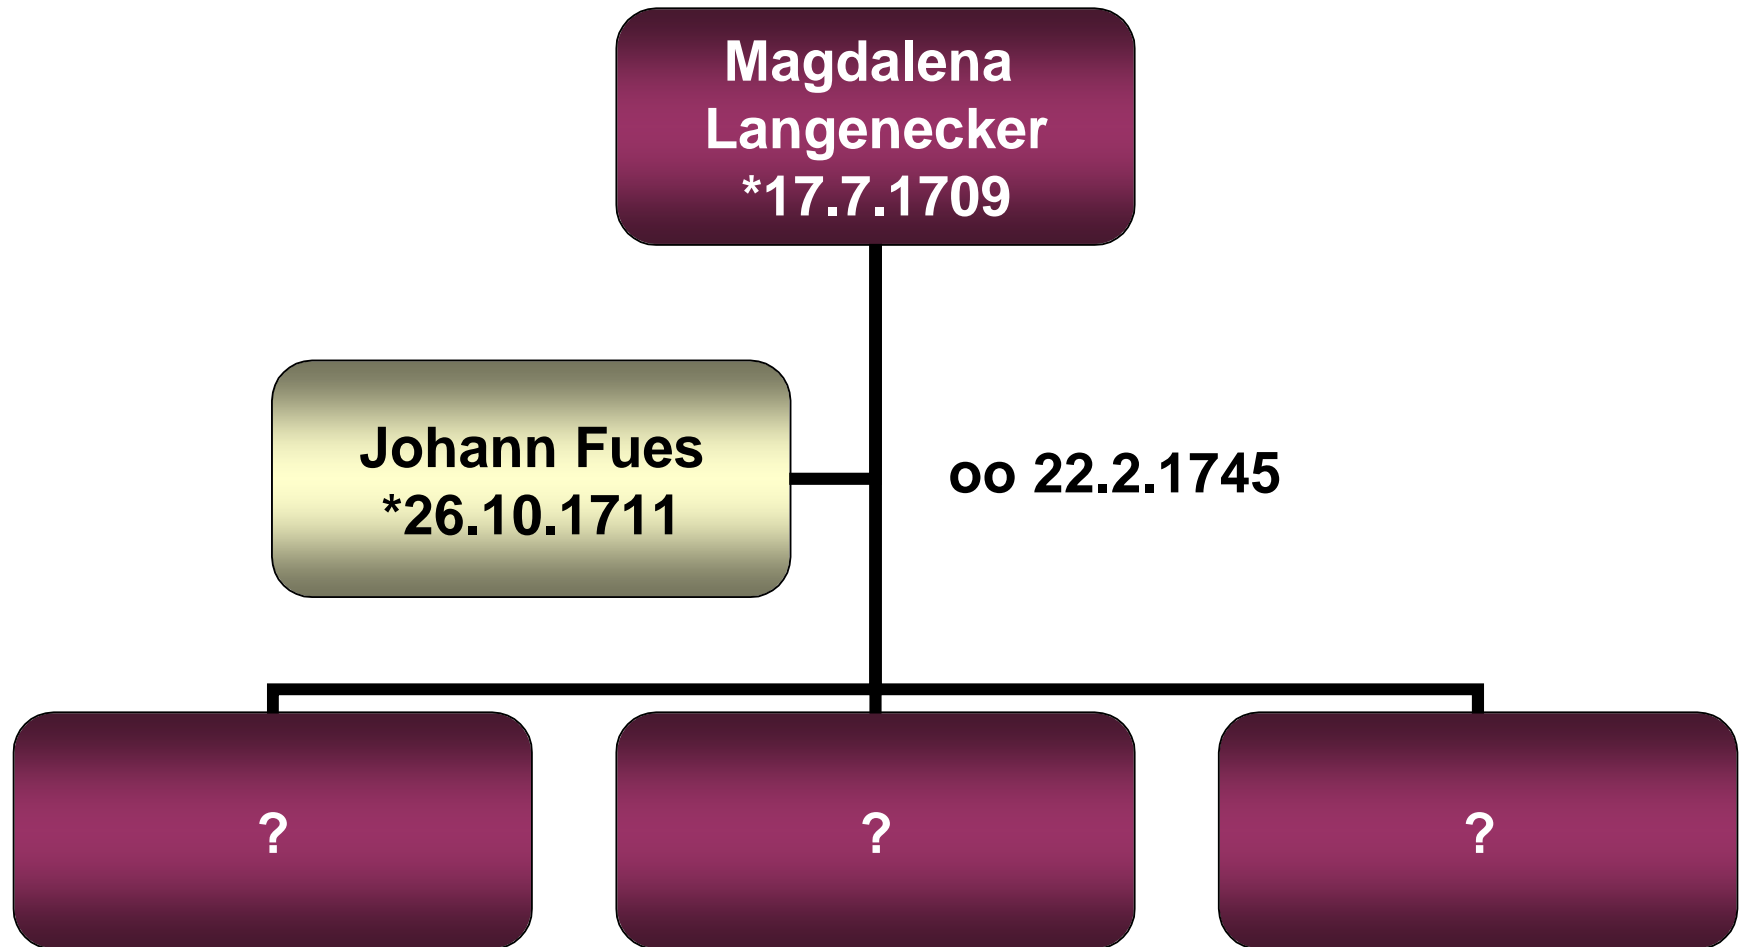 Magdalena
Langenecker
*17.7.1709
Johann Fues
*26.10.1711
oo 22.2.1745
?
?
?